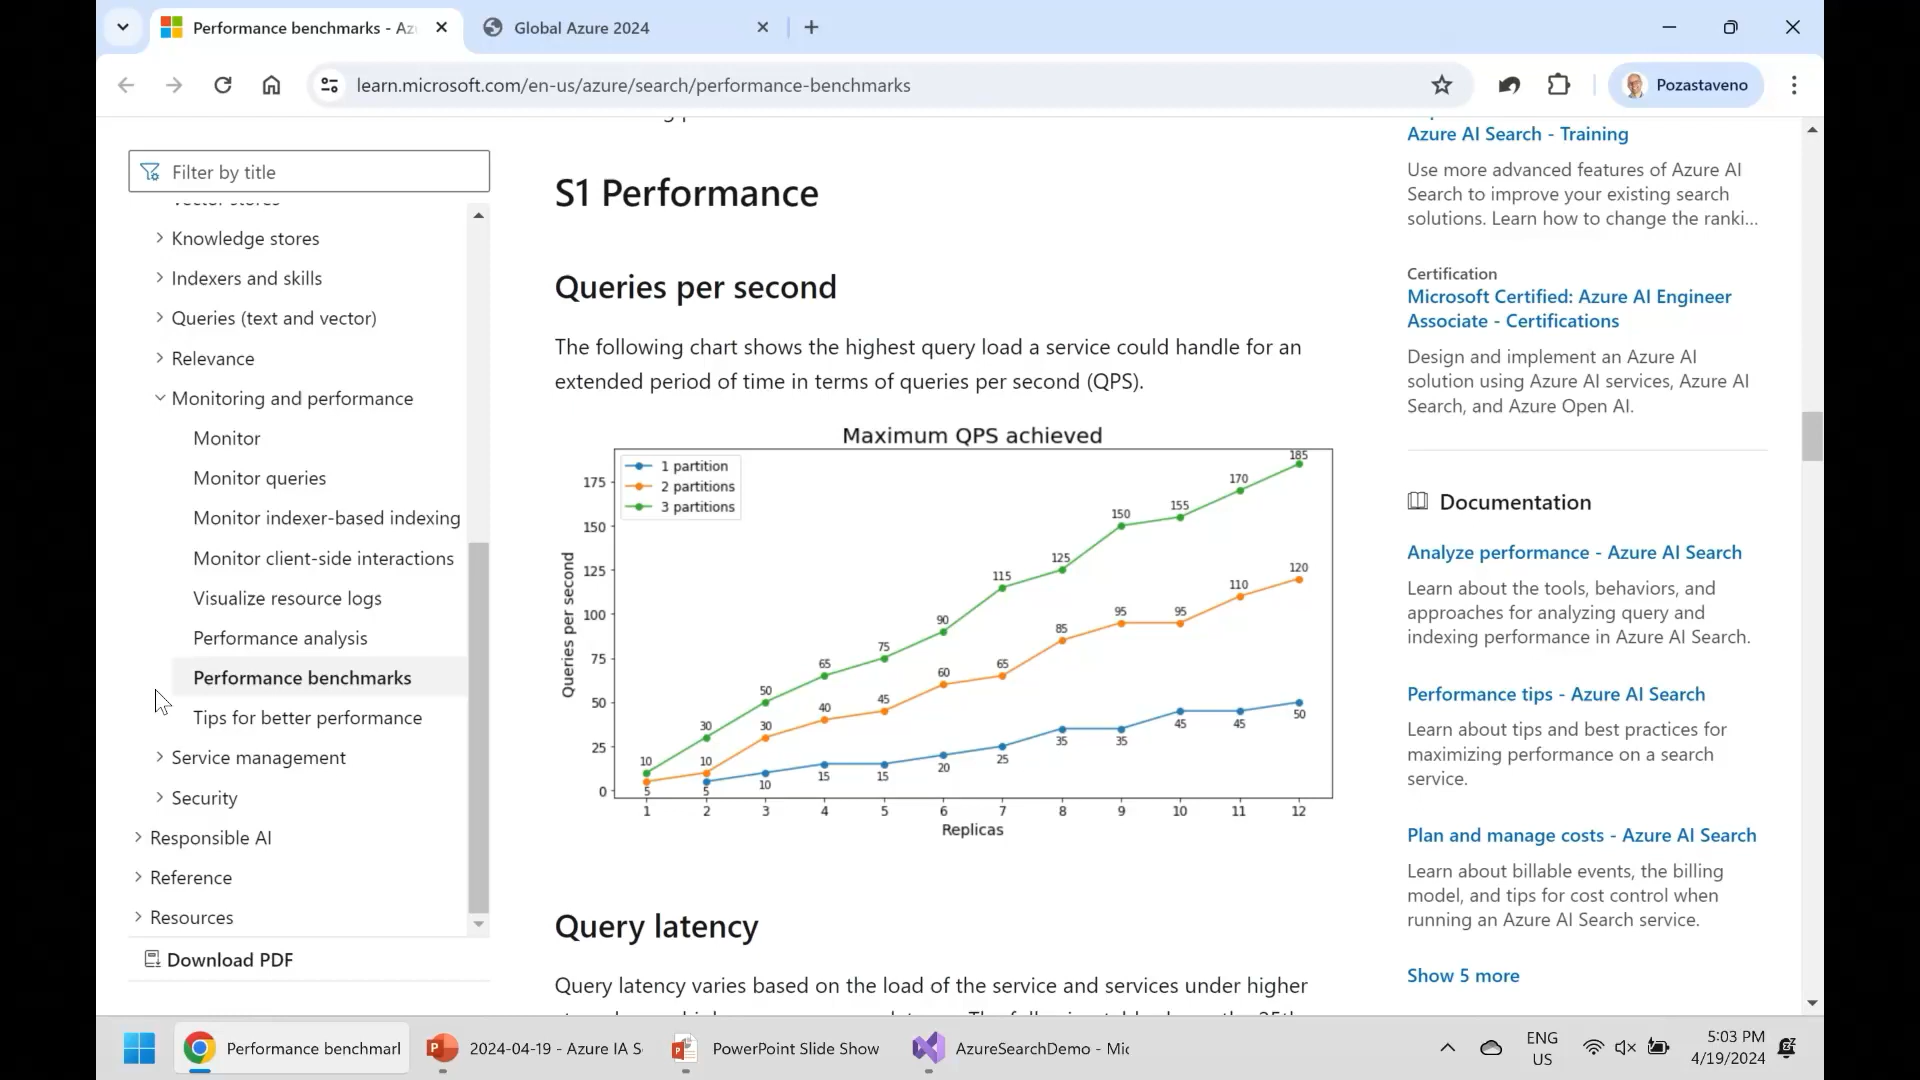 Performance benchmarks - Az
Global Azure 2024
learn.microsoft.com/en-us/azure/search/performance-benchmarks
Pozastaveno
Filter by title
Knowledge stores
Indexers and skills
Queries (text and vector)
Relevance
Monitoring and performance
Monitor
Monitor queries
Monitor indexer-based indexing
Monitor client-side interactions
Visualize resource logs
Performance analysis
Performance benchmarks
Tips for better performance
Service management
Security
Responsible AI
Reference
Resources
Download PDF
S1 Performance
Queries per second
The following chart shows the highest query load a service could handle for an
extended period of time in terms of queries per second (QPS).
Maximum QPS achieved
1 partition
2 partitions
3 partitions
Queries per second
175
150
125
100
75
50
25
0
10 30 50 65 75 90 115 125 150 155 170 185
5 10 30 40 45 60 65 85 95 95 110 120
5 10 15 15 20 25 35 35 45 45 50
1 2 3 4 5 6 7 8 9 10 11 12
Replicas
Query latency
Query latency varies based on the load of the service and services under higher
Azure AI Search - Training
Use more advanced features of Azure AI
Search to improve your existing search
solutions. Learn how to change the ranki...
Certification
Microsoft Certified: Azure AI Engineer
Associate - Certifications
Design and implement an Azure AI
solution using Azure AI services, Azure AI
Search, and Azure Open AI.
Documentation
Analyze performance - Azure AI Search
Learn about the tools, behaviors, and
approaches for analyzing query and
indexing performance in Azure AI Search.
Performance tips - Azure AI Search
Learn about tips and best practices for
maximizing performance on a search
service.
Plan and manage costs - Azure AI Search
Learn about billable events, the billing
model, and tips for cost control when
running an Azure AI Search service.
Show 5 more
Performance benchmarl
2024-04-19 - Azure IA S
PowerPoint Slide Show
AzureSearchDemo - Mic
ENG
US
5:03 PM
4/19/2024